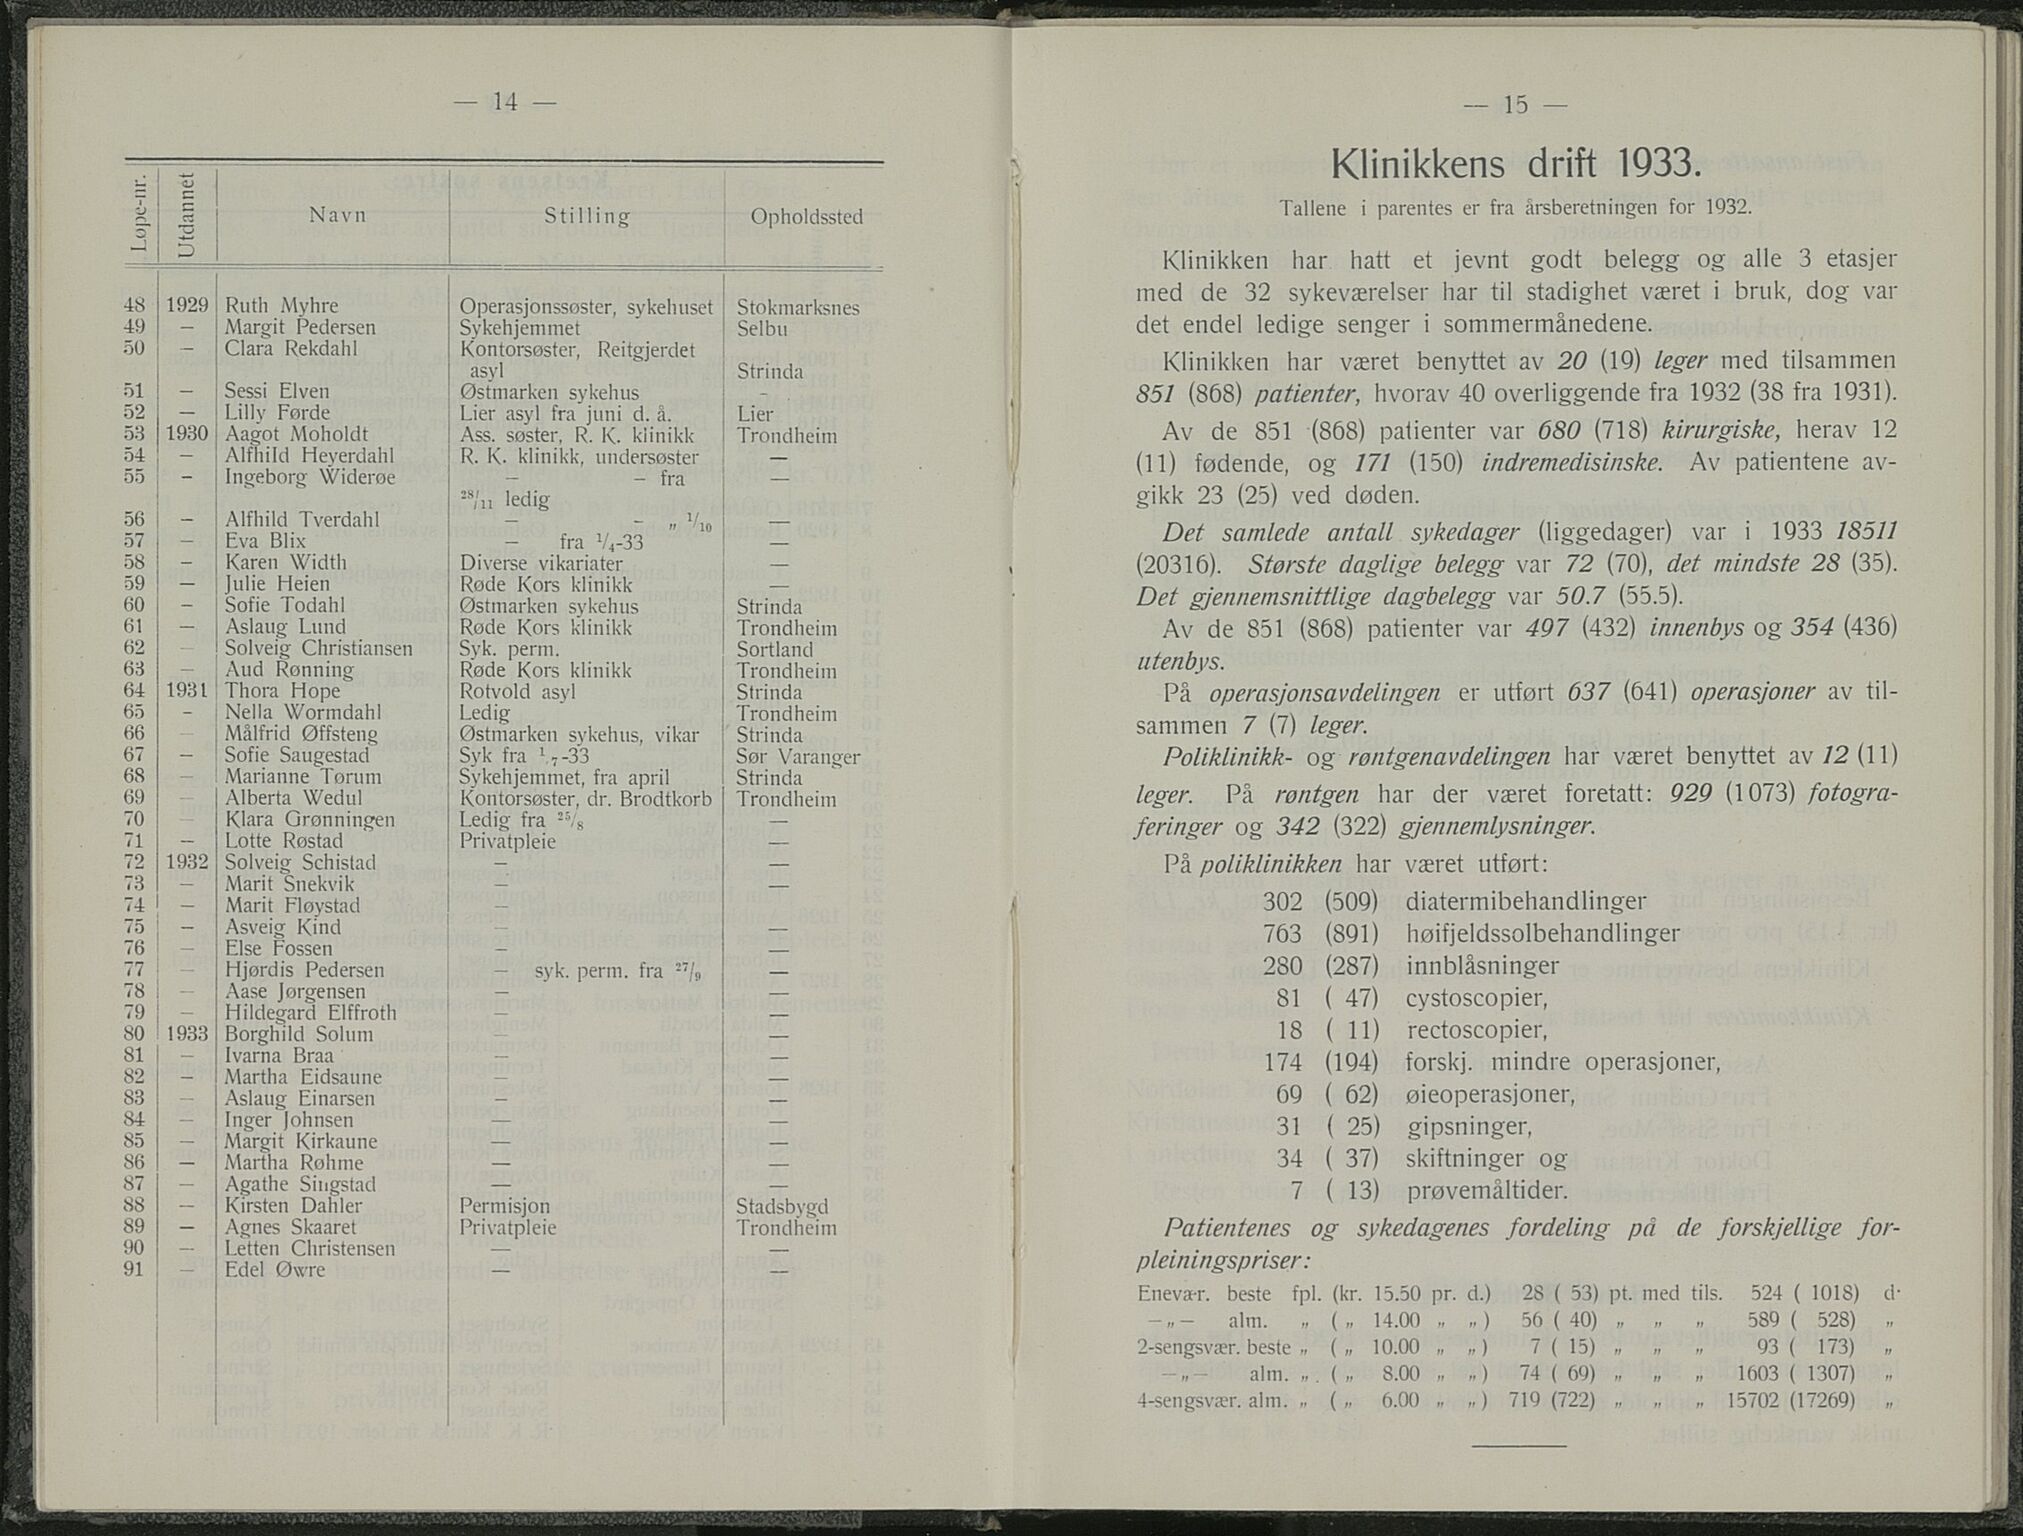 — 14 —
Løpe-nr. Utdannet Navn Stilling Opholdssted
48 1929 Ruth Myhre Operasjonssøster, sykehuset Stokmarksnes
49 — Margit Pedersen Sykehjemmet Selbu
50 — Clara Rekdahl Kontorsøster, Reitgjerdet
asyl Strinda
51 — Sessi Elven Østmarken sykehus -
52 — Lilly Førde Lier asyl fra juni d. å. Lier
53 1930 Aagot Moholdt Ass. søster, R. K. klinikk Trondheim
54 — Alfhild Heyerdahl R. K. klinikk, undersøster —
55 - Ingeborg Widerøe — - fra —
28/11 ledig
56 - Alfhild Tverdahl — - „ 1/10 —
57 - Eva Blix — fra 1/4-33 —
58 - Karen Width Diverse vikariater —
59 — Julie Heien Røde Kors klinikk —
60 - Sofie Todahl Østmarken sykehus Strinda
61 — Aslaug Lund Røde Kors klinikk Trondheim
62 - Solveig Christiansen Syk. perm. Sortland
63 — Aud Rønning Røde Kors klinikk Trondheim
64 1931 Thora Hope Rotvold asyl Strinda
65 - Nella Wormdahl Ledig Trondheim
66 — Målfrid Øffsteng Østmarken sykehus, vikar Strinda
67 — Sofie Saugestad Syk fra 1/7-33 Sør Varanger
68 — Marianne Tørum Sykehjemmet, fra april Strinda
69 — Alberta Wedul Kontorsøster, dr. Brodtkorb Trondheim
70 — Klara Grønningen Ledig fra 25/8 —
71 — Lotte Røstad Privatpleie —
72 1932 Solveig Schistad — —
73 — Marit Snekvik — —
74 — Marit Fløystad —
75 — Asveig Kind — —
76 — Else Fossen — —
77 — Hjørdis Pedersen — syk. perm. fra 27/9 —
78 — Aase Jørgensen — —
79 — Hildegard Elffroth — —
80 1933 Borghild Solum — —
81 — Ivarna Braa — —
82 — Martha Eidsaune — —
83 — Aslaug Einarsen — —
84 — Inger Johnsen — —
85 — Margit Kirkaune — —
86 — Martha Røhme — —
87 — Agathe Singstad — —
88 — Kirsten Dahler Permisjon Stadsbygd
89 — Agnes Skaaret Privatpleie Trondheim
90 — Letten Christensen — —
91 — Edel Øwre — —
— 15 —
Klinikkens drift 1933.
Tallene i parentes er fra årsberetningen for 1932.
Klinikken har hatt et jevnt godt belegg og alle 3 etasjer
med de 32 sykeværelser har til stadighet været i bruk, dog var
det endel ledige senger i sommermånedene.
Klinikken har været benyttet av 20 (19) leger med tilsammen
851 (868) patienter, hvorav 40 overliggende fra 1932 (38 fra 1931).
Av de 851 (868) patienter var 680 (718) kirurgiske, herav 12
(11) fødende, og 171 (150) indremedisinske. Av patientene av-
gikk 23 (25) ved døden.
Det samlede antall sykedager (liggedager) var i 1933 18511
(20316). Største daglige belegg var 72 (70), det mindste 28 (35).
Det gjennemsnittlige dagbelegg var 50.7 (55.5).
Av de 851 (868) patienter var 497 (432) innenbys og 354 (436)
utenbys.
På operasjonsavdelingen er utført 637 (641) operasjoner av til-
sammen 7 (7) leger.
Poliklinikk- og røntgenavdelingen har været benyttet av 12 (11)
leger. På røntgen har der været foretatt: 929 (1073) fotogra-
feringer og 342 (322) gjennemlysninger.
På poliklinikken har været utført:
302 (509) diatermibehandlinger
763 (891) høifjeldssolbehandlinger
280 (287) innblåsninger
81 ( 47) cystoscopier,
18 ( 11) rectoscopier,
174 (194) forskj. mindre operasjoner,
69 ( 62) øieoperasjoner,
31 ( 25) gipsninger,
34 ( 37) skiftninger og
7 ( 13) prøvemåltider.
Patientenes og sykedagenes fordeling på de forskjellige for-
pleiningspriser:
Enevær. beste fpl. (kr. 15.50 pr. d.) 28 ( 53) pt. med tils. 524 ( 1018) d.
—„— alm. „ ( „ 14.00 „ „ ) 56 ( 40) „ „ „ 589 ( 528) „
2-sengsvær. beste „ ( „ 10.00 „ „ ) 7 ( 15) „ „ „ 93 ( 173) „
—„— alm. „ ( „ 8.00 „ „ ) 74 ( 69) „ „ „ 1603 ( 1307) „
4-sengsvær. alm. „ ( „ 6.00 „ „ ) 719 (722) „ „ „ 15702 (17269) „